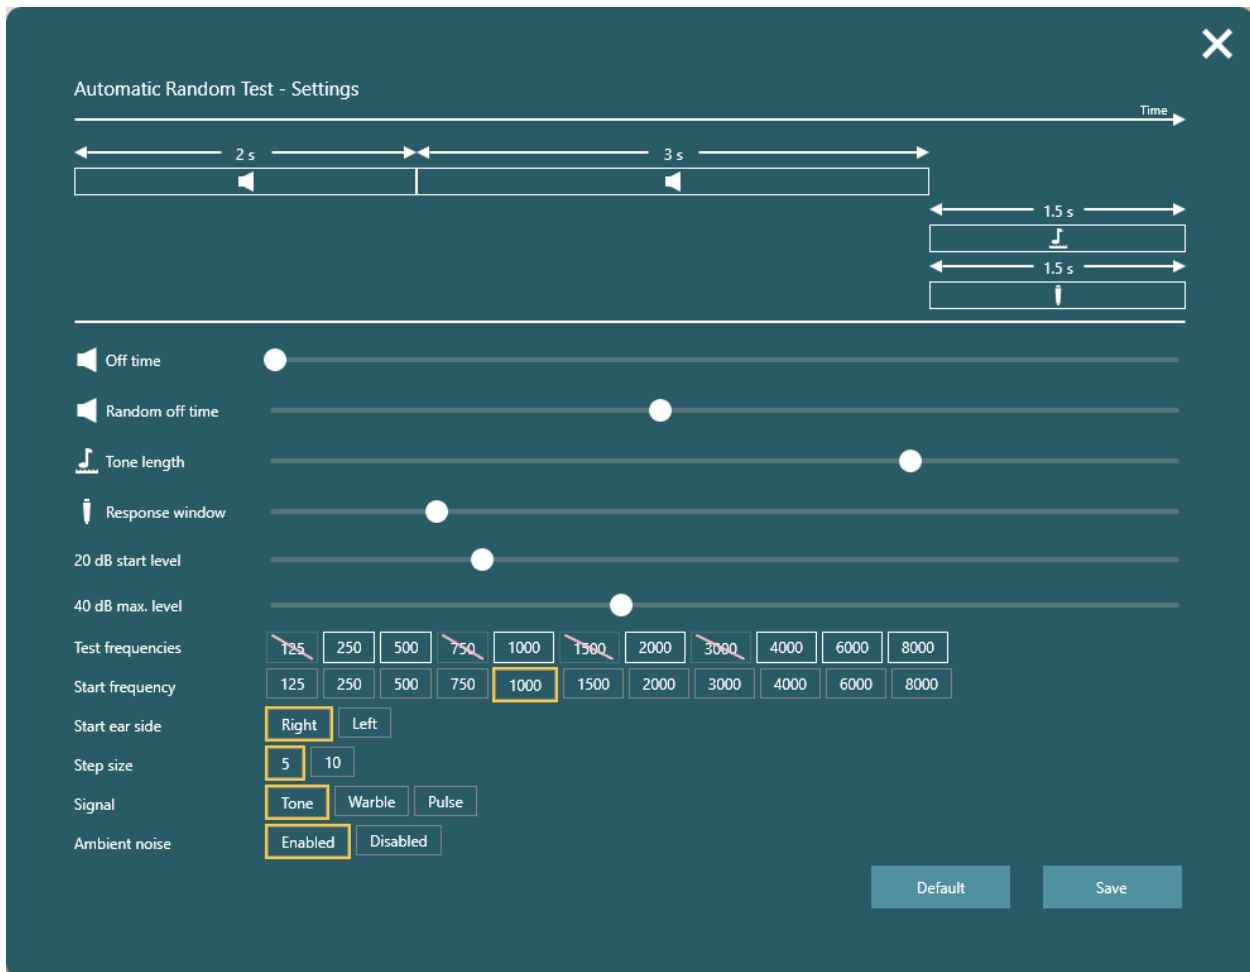 Automatic Random Test - Settings
Time
2 s 3 s
1.5 s
1.5 s
Off time
Random off time
Tone length
Response window
20 dB start level
40 dB max. level
Test frequencies 125 250 500 750 1000 1500 2000 3000 4000 6000 8000
Start frequency 125 250 500 750 1000 1500 2000 3000 4000 6000 8000
Start ear side Right Left
Step size 5 10
Signal Tone Warble Pulse
Ambient noise Enabled Disabled
Default Save